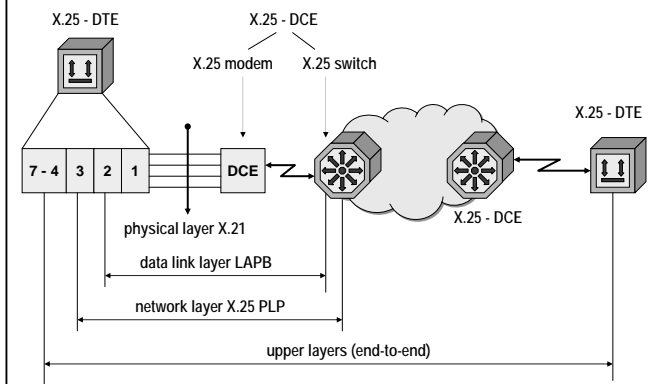 X.25 - DTE
X.25 - DCE
X.25 modem
X.25 switch
X.25 - DTE
7 - 4
3
2
1
DCE
X.25 - DCE
physical layer X.21
data link layer LAPB
network layer X.25 PLP
upper layers (end-to-end)